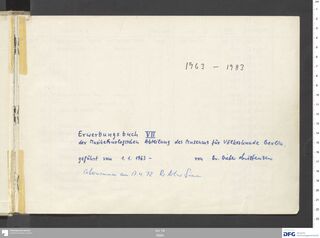 1963 - 1983
Erwerbungsbuch VII
der Musikethnologischen Abteilung des Museums für Völkerkunde Berlin
geführt vom 1.1.1963 - von Dr. Dieter Christensen
DFG